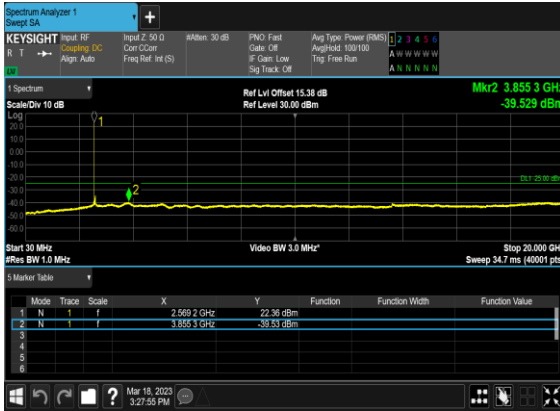 Spectrum Analyzer 1
Swept SA
+
KEYSIGHT Input: RF Input Z: 50 Ω #Atten: 30 dB PNO: Fast Avg Type: Power (RMS) 1 2 3 4 5 6
R T Coupling: DC Corr CCorr Gate: Off Avg|Hold: 100/100 A W W W W W
Align: Auto Freq Ref: Int (S) IF Gain: Low Trig: Free Run
Sig Track: Off A N N N N N
1 Spectrum Ref Lvl Offset 15.38 dB Mkr2 3.855 3 GHz
Scale/Div 10 dB Ref Level 30.00 dBm -39.529 dBm
Log
20.0
10.0
0.00
-10.0
-20.0
-30.0
-40.0
-50.0
-60.0
1
2
DL1 -25.00 dBm
Start 30 MHz Video BW 3.0 MHz* Stop 20.000 GHz
#Res BW 1.0 MHz Sweep 34.7 ms (40001 pts)
5 Marker Table
Mode Trace Scale X Y Function Function Width Function Value
1 N 1 f 2.569 2 GHz 22.36 dBm
2 N 1 f 3.855 3 GHz -39.53 dBm
3
4
5
6
? Mar 18, 2023
3:27:55 PM